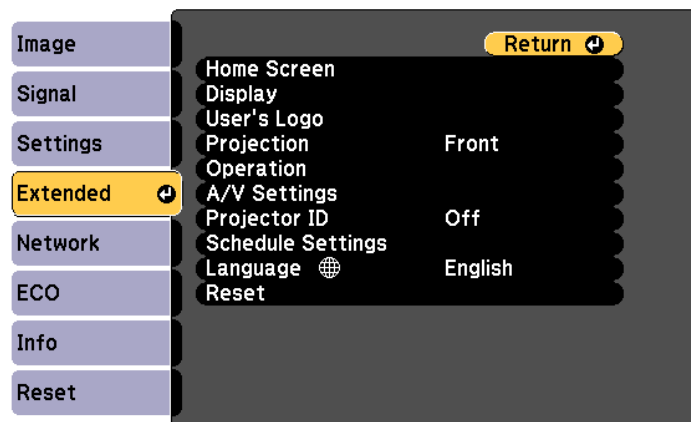 Image
Signal
Settings
Extended
Network
ECO
Info
Reset
Return
Home Screen
Display
User's Logo
Projection Front
Operation
A/V Settings
Projector ID Off
Schedule Settings
Language English
Reset